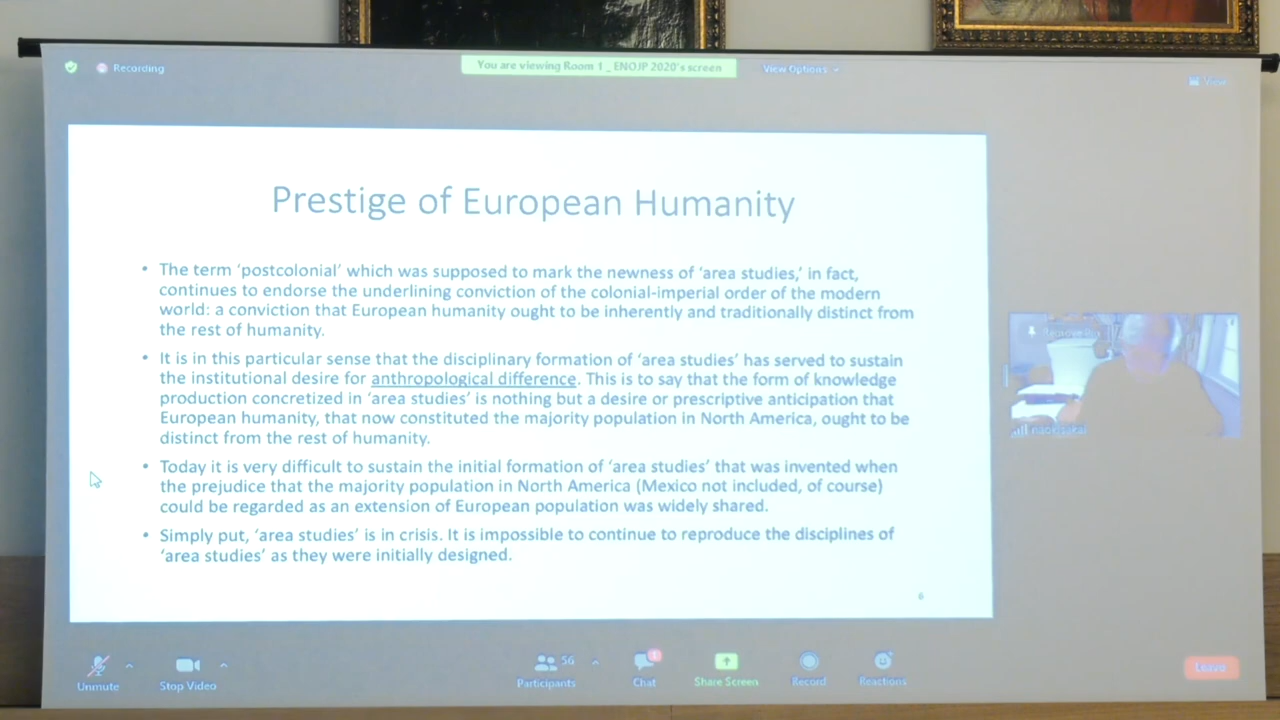 Recording
You are viewing Room 1 _ ENOJP 2020's screen
View Options
View
Prestige of European Humanity
• The term 'postcolonial' which was supposed to mark the newness of 'area studies,' in fact,
continues to endorse the underlining conviction of the colonial-imperial order of the modern
world: a conviction that European humanity ought to be inherently and traditionally distinct from
the rest of humanity.
• It is in this particular sense that the disciplinary formation of 'area studies' has served to sustain
the institutional desire for anthropological difference. This is to say that the form of knowledge
production concretized in 'area studies' is nothing but a desire or prescriptive anticipation that
European humanity, that now constituted the majority population in North America, ought to be
distinct from the rest of humanity.
• Today it is very difficult to sustain the initial formation of 'area studies' that was invented when
the prejudice that the majority population in North America (Mexico not included, of course)
could be regarded as an extension of European population was widely shared.
• Simply put, 'area studies' is in crisis. It is impossible to continue to reproduce the disciplines of
'area studies' as they were initially designed.
6
Unmute
Stop Video
56
Participants
Chat
Share Screen
Record
Reactions
Leave